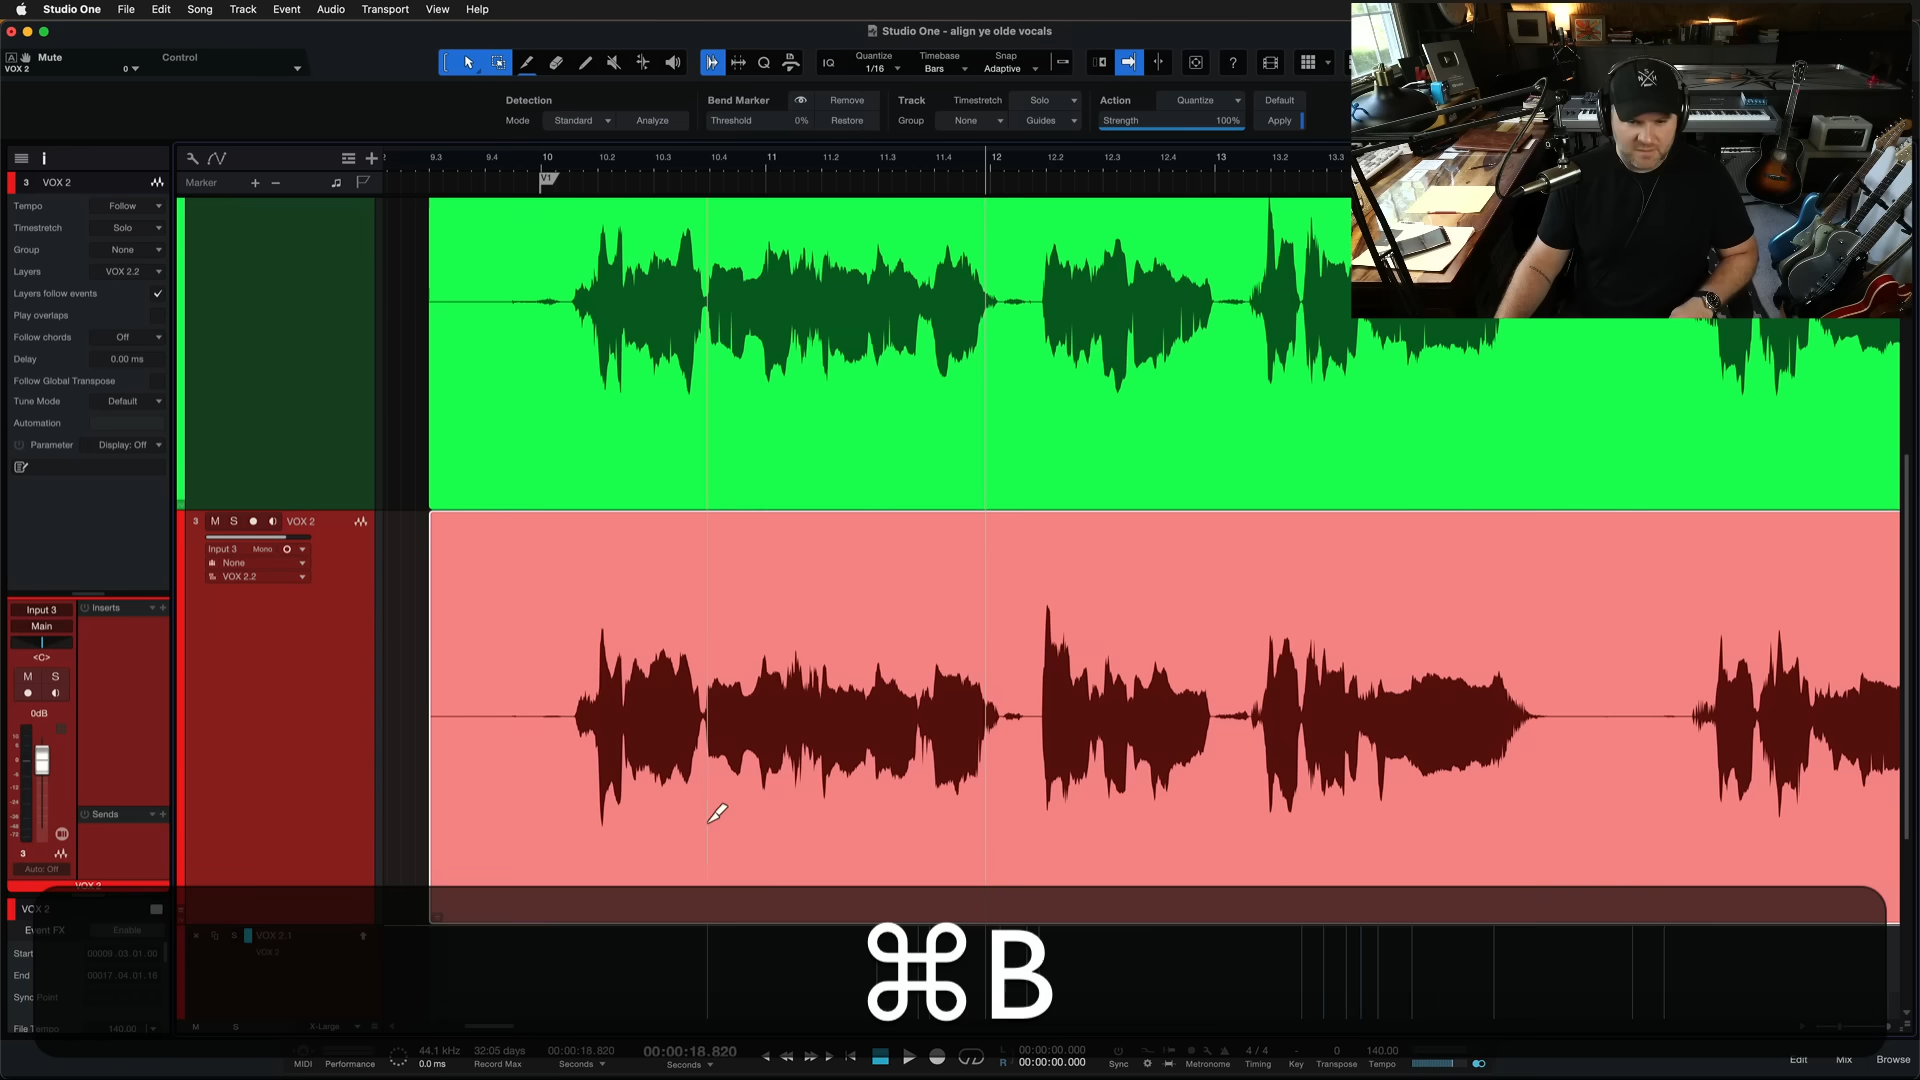 Studio One File Edit Song Track Event Audio Transport View Help
Studio One - align ye olde vocals
Mute Control
VOX 2 0
IQ Quantize Timebase Snap
1/16 Bars Adaptive
Detection Bend Marker Remove Track Timestretch Solo Action Quantize Default
Mode Standard Analyze Threshold 0% Restore Group None Guides Strength 100% Apply
9.3 9.4 10 10.2 10.3 10.4 11 11.2 11.3 11.4 12 12.2 12.3 12.4 13 13.2 13.3
3 VOX 2
Marker
V1
Tempo Follow
Timestretch Solo
Group None
Layers VOX 2.2
Layers follow events
Play overlaps
Follow chords Off
Delay 0.00 ms
Follow Global Transpose
Tune Mode Default
Automation
Parameter Display: Off
3 M S VOX 2
Input 3 Mono
None
VOX 2.2
Input 3 Inserts
Main
<C>
M S
0dB
Sends
3
Auto: Off
VOX 2
VOX 2
Event FX Enable
Start 00009.03.01.00
End 00017.04.01.16
Sync Point
File Tempo 140.00
S VOX 2.1
VOX 2
M S X-Large
⌘B
MIDI Performance
44.1 kHz
0.0 ms
32:05 days
Record Max
00:00:18.820
Seconds
00:00:18.820
Seconds
L 00:00:00.000
R 00:00:00.000
Sync Metronome
4 / 4
Timing
-
Key
0
Transpose
140.00
Tempo
Edit Mix Browse